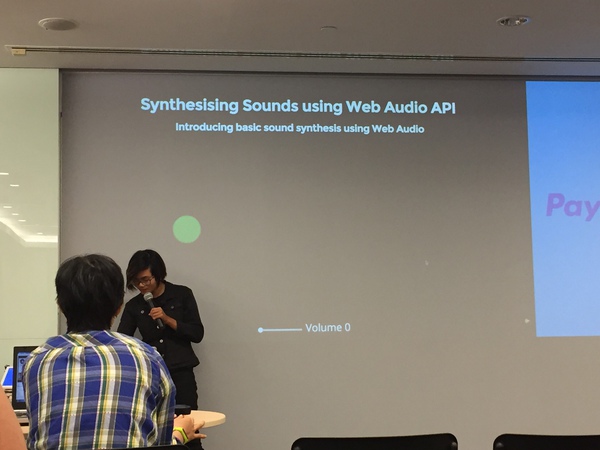 Synthesising Sounds using Web Audio API
Introducing basic sound synthesis using Web Audio
Pay
Volume 0